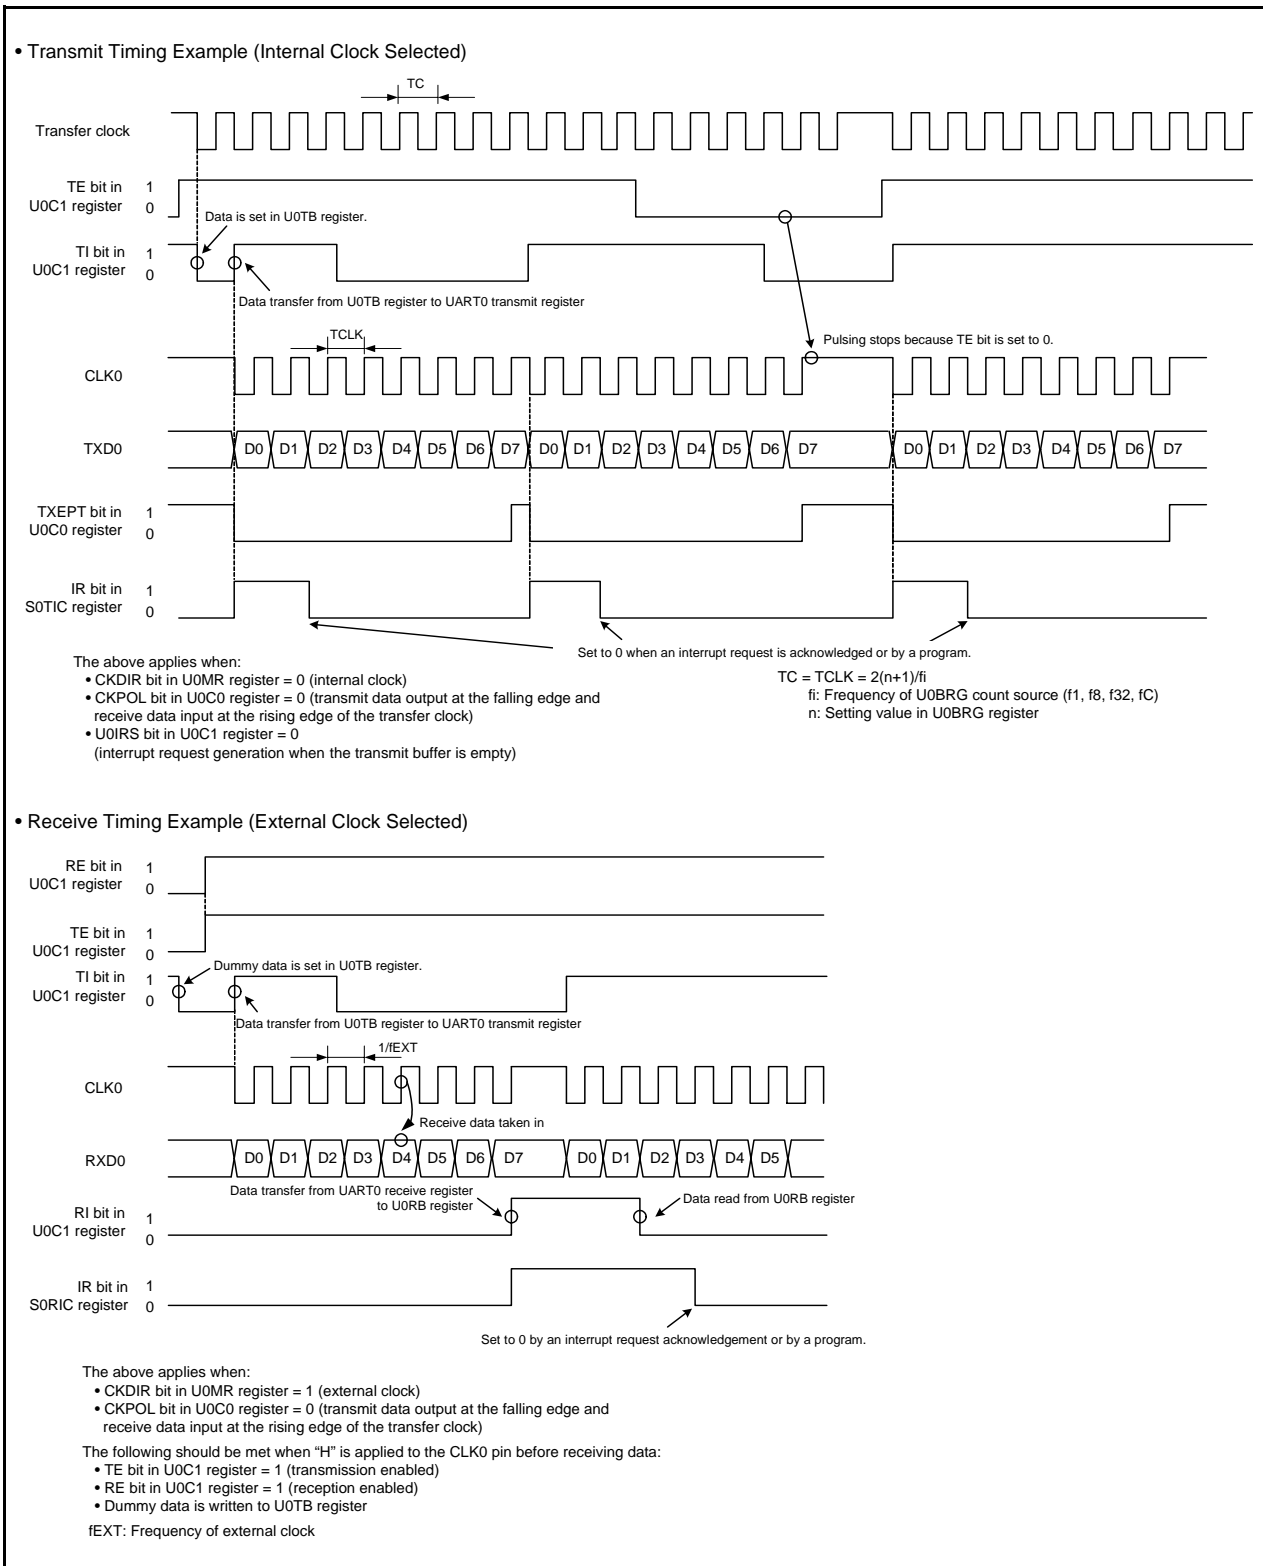 • Transmit Timing Example (Internal Clock Selected)
TC
Transfer clock
TE bit in
U0C1 register
1
0
Data is set in U0TB register.
TI bit in
U0C1 register
1
0
Data transfer from U0TB register to UART0 transmit register
TCLK
Pulsing stops because TE bit is set to 0.
CLK0
TXD0
D0 D1 D2 D3 D4 D5 D6 D7 D0 D1 D2 D3 D4 D5 D6 D7 D0 D1 D2 D3 D4 D5 D6 D7
TXEPT bit in
U0C0 register
1
0
IR bit in
S0TIC register
1
0
Set to 0 when an interrupt request is acknowledged or by a program.
The above applies when:
• CKDIR bit in U0MR register = 0 (internal clock)
• CKPOL bit in U0C0 register = 0 (transmit data output at the falling edge and
receive data input at the rising edge of the transfer clock)
• U0IRS bit in U0C1 register = 0
(interrupt request generation when the transmit buffer is empty)
TC = TCLK = 2(n+1)/fi
fi: Frequency of U0BRG count source (f1, f8, f32, fC)
n: Setting value in U0BRG register
• Receive Timing Example (External Clock Selected)
RE bit in
U0C1 register
1
0
TE bit in
U0C1 register
1
0
Dummy data is set in U0TB register.
TI bit in
U0C1 register
1
0
Data transfer from U0TB register to UART0 transmit register
1/fEXT
CLK0
Receive data taken in
RXD0
D0 D1 D2 D3 D4 D5 D6 D7 D0 D1 D2 D3 D4 D5
Data transfer from UART0 receive register
to U0RB register
Data read from U0RB register
RI bit in
U0C1 register
1
0
IR bit in
S0RIC register
1
0
Set to 0 by an interrupt request acknowledgement or by a program.
The above applies when:
• CKDIR bit in U0MR register = 1 (external clock)
• CKPOL bit in U0C0 register = 0 (transmit data output at the falling edge and
receive data input at the rising edge of the transfer clock)
The following should be met when “H” is applied to the CLK0 pin before receiving data:
• TE bit in U0C1 register = 1 (transmission enabled)
• RE bit in U0C1 register = 1 (reception enabled)
• Dummy data is written to U0TB register
fEXT: Frequency of external clock